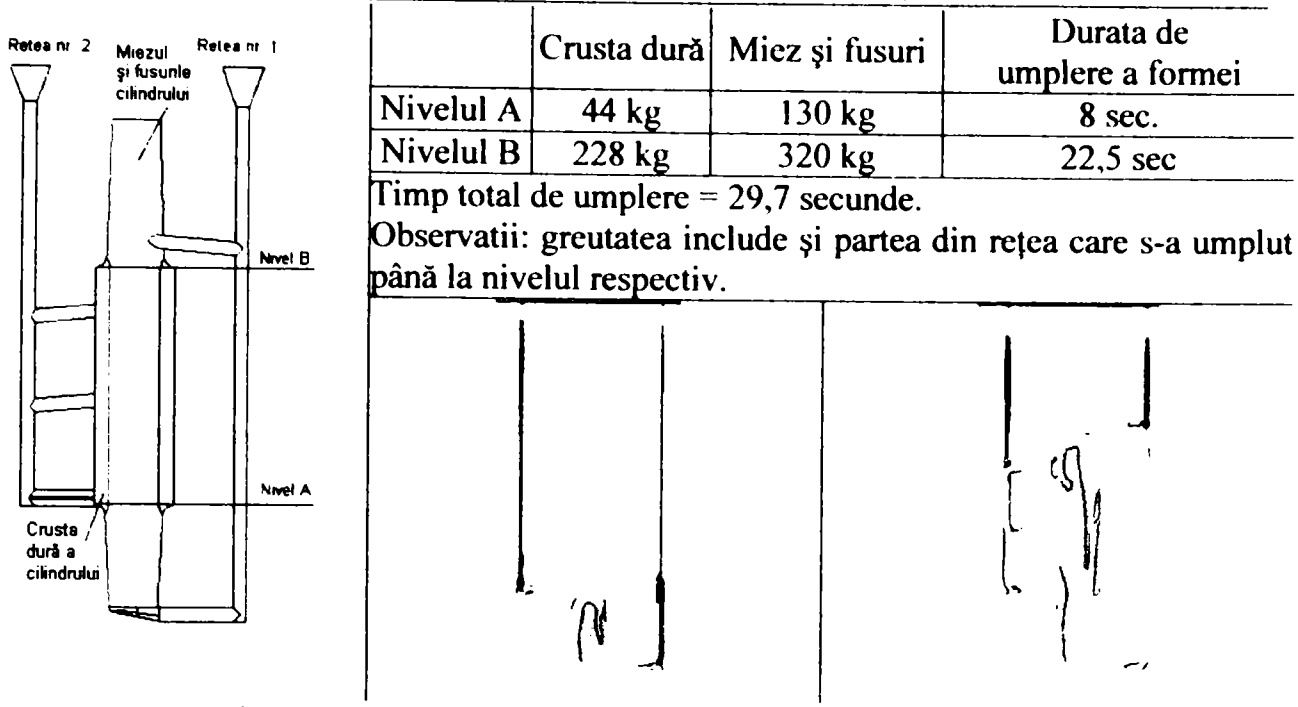 Retea nr 2
Miezul
și fusurile
cilindrului
Retea nr 1
Nivel B
Nivel A
Crusta
dură a
cilindrului
Crusta dură Miez și fusuri Durata de
umplere a formei
Nivelul A 44 kg 130 kg 8 sec.
Nivelul B 228 kg 320 kg 22,5 sec
Timp total de umplere = 29,7 secunde.
Observatii: greutatea include și partea din rețea care s-a umplut
până la nivelul respectiv.